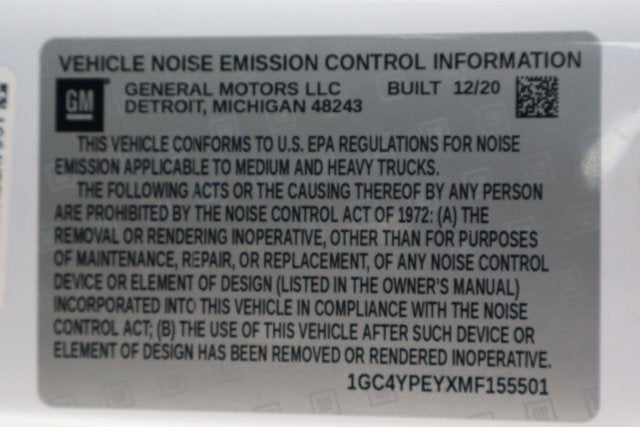 VEHICLE NOISE EMISSION CONTROL INFORMATION
GM GENERAL MOTORS LLC BUILT 12/20
DETROIT, MICHIGAN 48243
THIS VEHICLE CONFORMS TO U.S. EPA REGULATIONS FOR NOISE
EMISSION APPLICABLE TO MEDIUM AND HEAVY TRUCKS.
THE FOLLOWING ACTS OR THE CAUSING THEREOF BY ANY PERSON
ARE PROHIBITED BY THE NOISE CONTROL ACT OF 1972: (A) THE
REMOVAL OR RENDERING INOPERATIVE, OTHER THAN FOR PURPOSES
OF MAINTENANCE, REPAIR, OR REPLACEMENT, OF ANY NOISE CONTROL
DEVICE OR ELEMENT OF DESIGN (LISTED IN THE OWNER'S MANUAL)
INCORPORATED INTO THIS VEHICLE IN COMPLIANCE WITH THE NOISE
CONTROL ACT; (B) THE USE OF THIS VEHICLE AFTER SUCH DEVICE OR
ELEMENT OF DESIGN HAS BEEN REMOVED OR RENDERED INOPERATIVE.
1GC4YPEYXMF155501